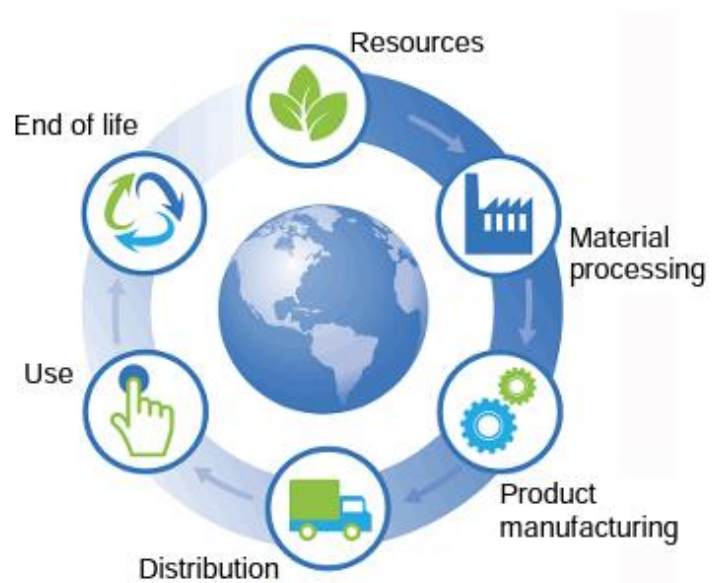 Resources
Material
processing
Product
manufacturing
Distribution
Use
End of life